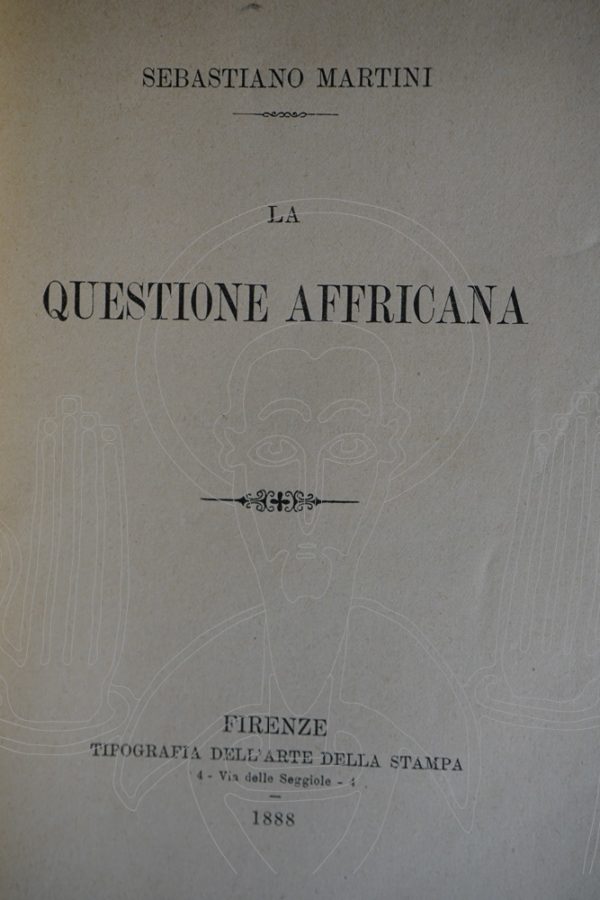 SEBASTIANO MARTINI
LA
QUESTIONE AFFRICANA
FIRENZE
TIPOGRAFIA DELL'ARTE DELLA STAMPA
4 - Via delle Seggiole - 4
—
1888